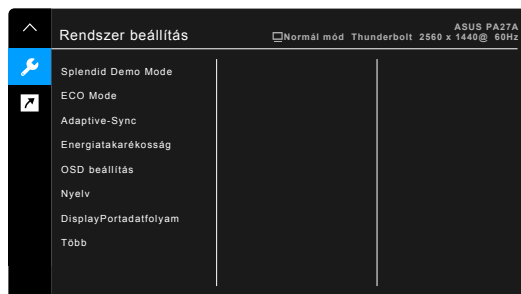 ASUS PA27A
Rendszer beállítás
Normál mód Thunderbolt 2560 x 1440@ 60Hz
Splendid Demo Mode
ECO Mode
Adaptive-Sync
Energiatakarékosság
OSD beállítás
Nyelv
DisplayPortadatfolyam
Több